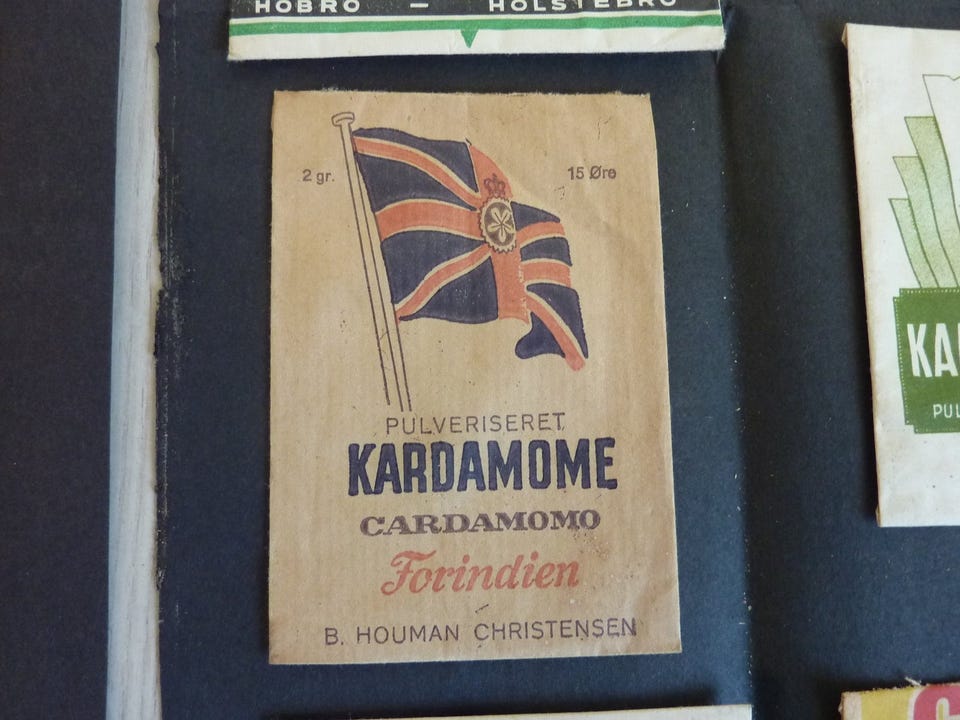 HOBRO — HOLSTEBRO
2 gr.
15 Øre
PULVERISERET
KARDAMOME
CARDAMOMO
Forindien
B. HOUMAN CHRISTENSEN